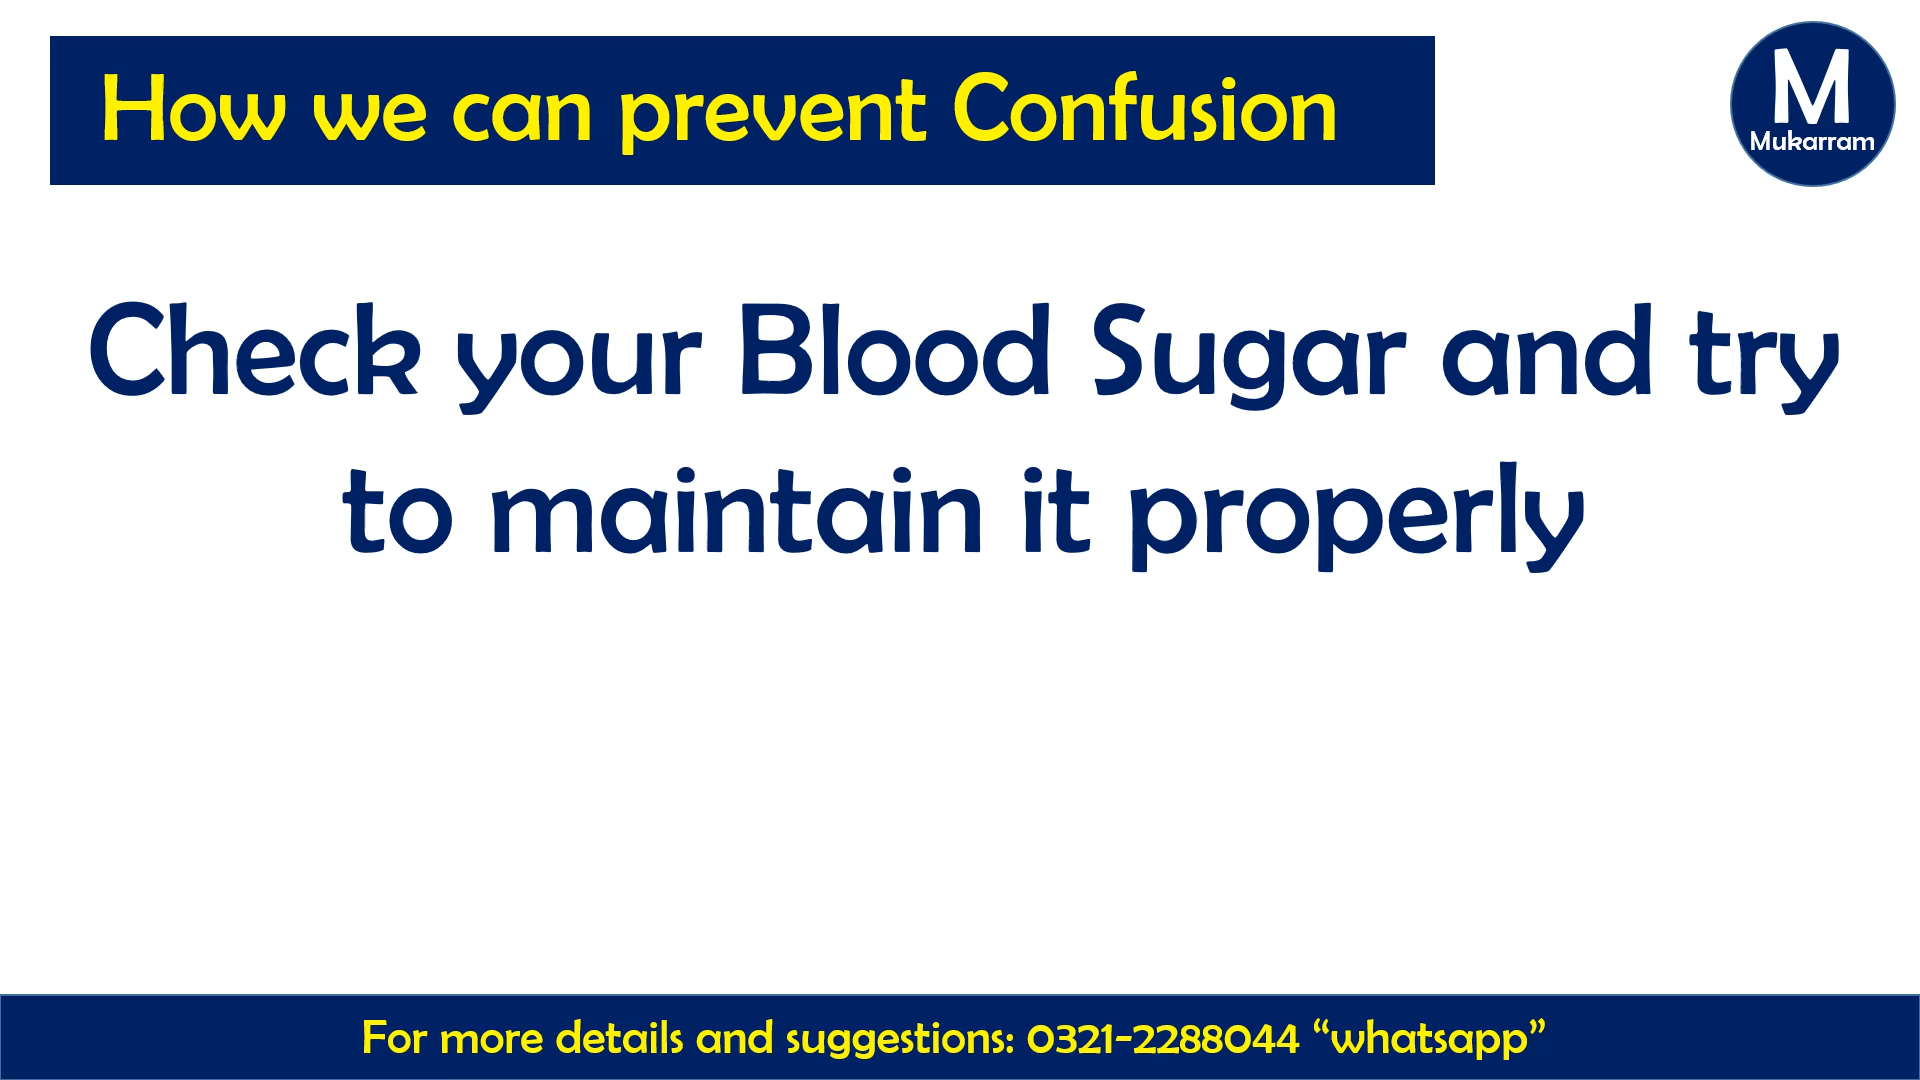 How we can prevent Confusion
M
Mukarram
Check your Blood Sugar and try
to maintain it properly
For more details and suggestions: 0321-2288044 “whatsapp”